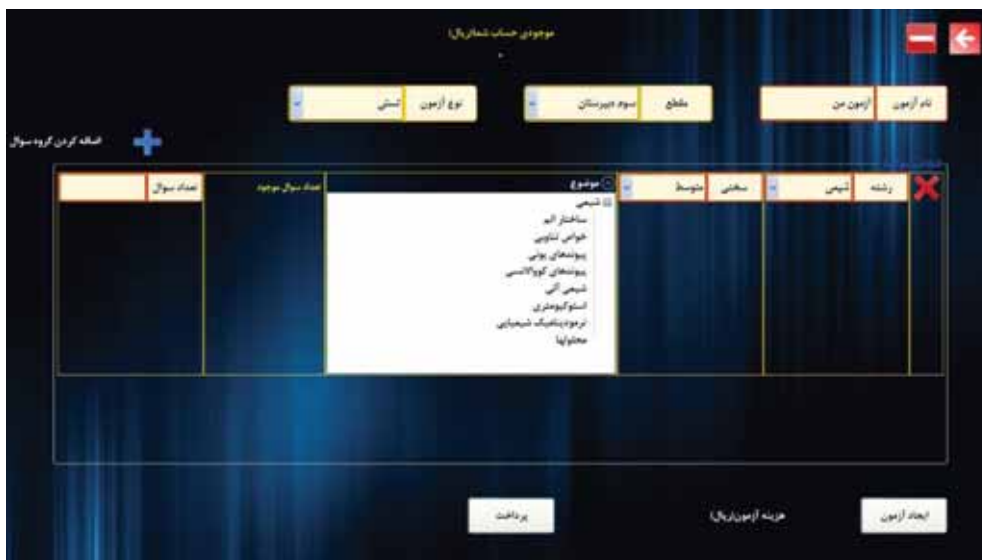 موجودی حساب شما(ریال)
نام آزمون آزمون من مقطع سوم دبیرستان نوع آزمون تستی
اضافه کردن گروه سوال
رشته شیمی سختی متوسط موضوع تعداد سوال موجود تعداد سوال
شیمی
ساختار اتم
خواص تناوبی
پیوندهای یونی
پیوندهای کووالانسی
شیمی آلی
استوکیومتری
ترمودینامیک شیمیایی
محلولها
ایجاد آزمون هزینه آزمون(ریال) پرداخت